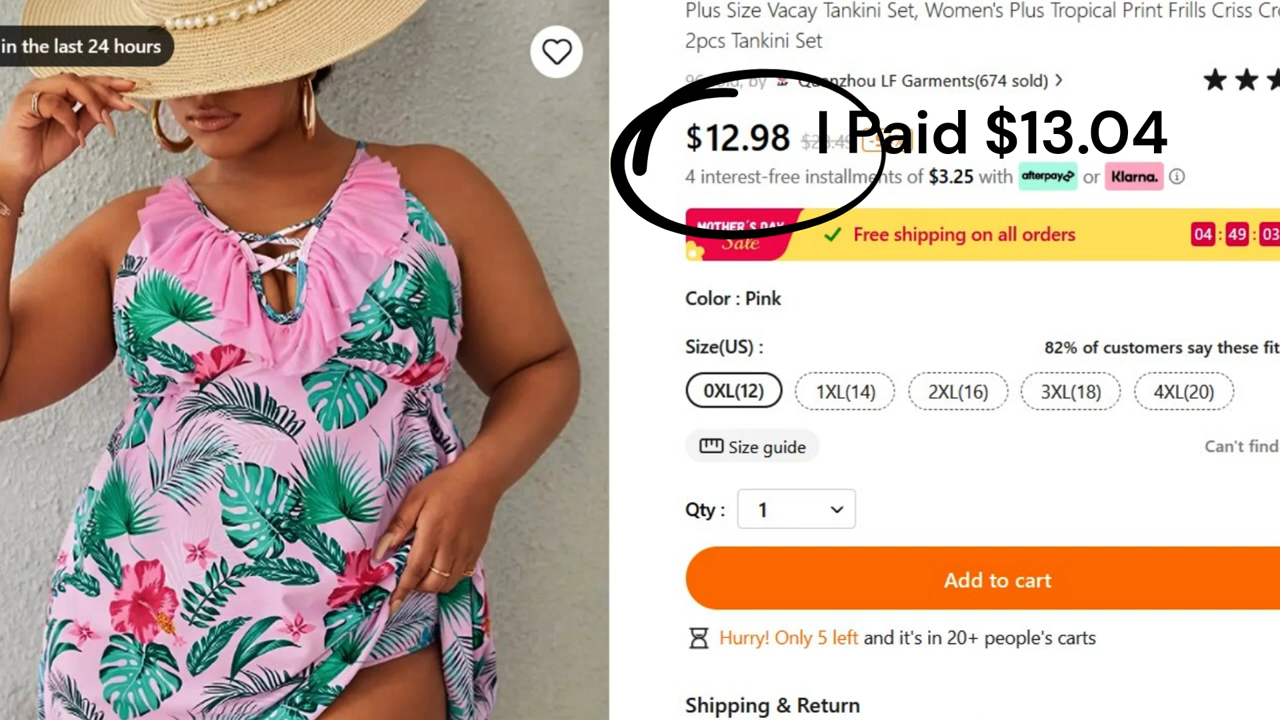 in the last 24 hours
Plus Size Vacay Tankini Set, Women's Plus Tropical Print Frills Criss
2pcs Tankini Set
by Quanzhou LF Garments(674 sold)
$12.98
I Paid $13.04
4 interest-free installments of $3.25 with afterpay or Klarna.
MOTHER'S DAY
Sale
Free shipping on all orders
04 : 49 : 03
Color : Pink
Size(US) :
82% of customers say these fit
0XL(12)
1XL(14)
2XL(16)
3XL(18)
4XL(20)
Size guide
Can't find
Qty :
1
Add to cart
Hurry! Only 5 left and it's in 20+ people's carts
Shipping & Return